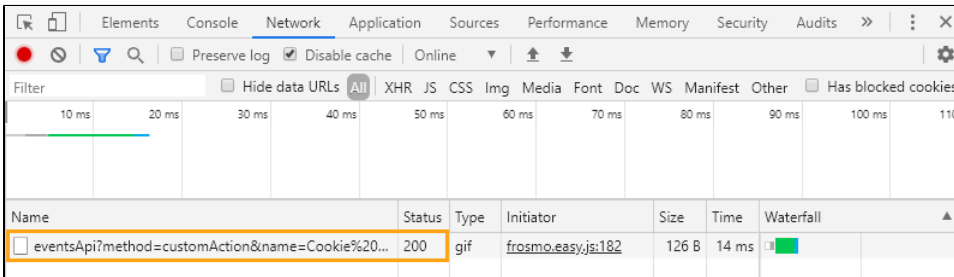 Elements Console Network Application Sources Performance Memory Security Audits »
Preserve log Disable cache Online
Filter Hide data URLs All XHR JS CSS Img Media Font Doc WS Manifest Other Has blocked cookies
10 ms 20 ms 30 ms 40 ms 50 ms 60 ms 70 ms 80 ms 90 ms 100 ms 110
Name Status Type Initiator Size Time Waterfall
eventsApi?method=customAction&name=Cookie%20... 200 gif frosmo.easy.js:182 126 B 14 ms